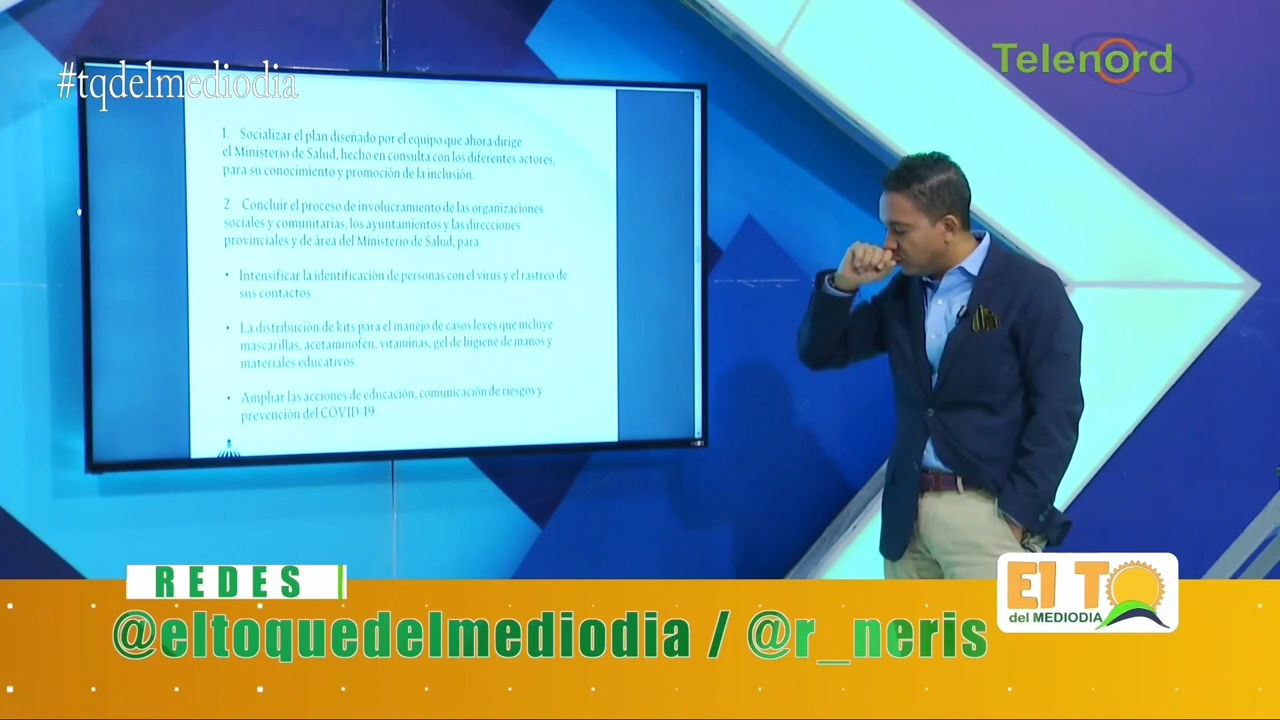 #tqdelmediodia
Telenord
1. Socializar el plan diseñado por el equipo que ahora dirige
el Ministerio de Salud, hecho en consulta con los diferentes actores,
para su conocimiento y promoción de la inclusión.
2. Concluir el proceso de involucramiento de las organizaciones
sociales y comunitarias, los ayuntamientos y las direcciones
provinciales y de área del Ministerio de Salud, para:
• Intensificar la identificación de personas con el virus y el rastreo de
sus contactos.
• La distribución de kits para el manejo de casos leves que incluye
mascarillas, acetaminofén, vitaminas, gel de higiene de manos y
materiales educativos.
• Ampliar las acciones de educación, comunicación de riesgos y
prevención del COVID-19.
REDES
@eltoquedelmediodia / @r_neris
El TO
del MEDIODIA